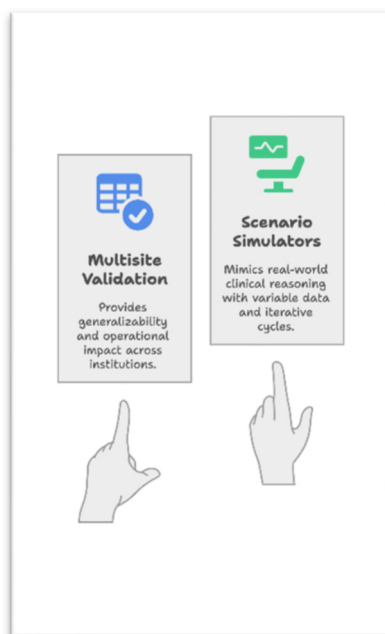 Multisite
Validation
Provides
generalizability
and operational
impact across
institutions.
Scenario
Simulators
Mimics real-world
clinical reasoning
with variable data
and iterative
cycles.